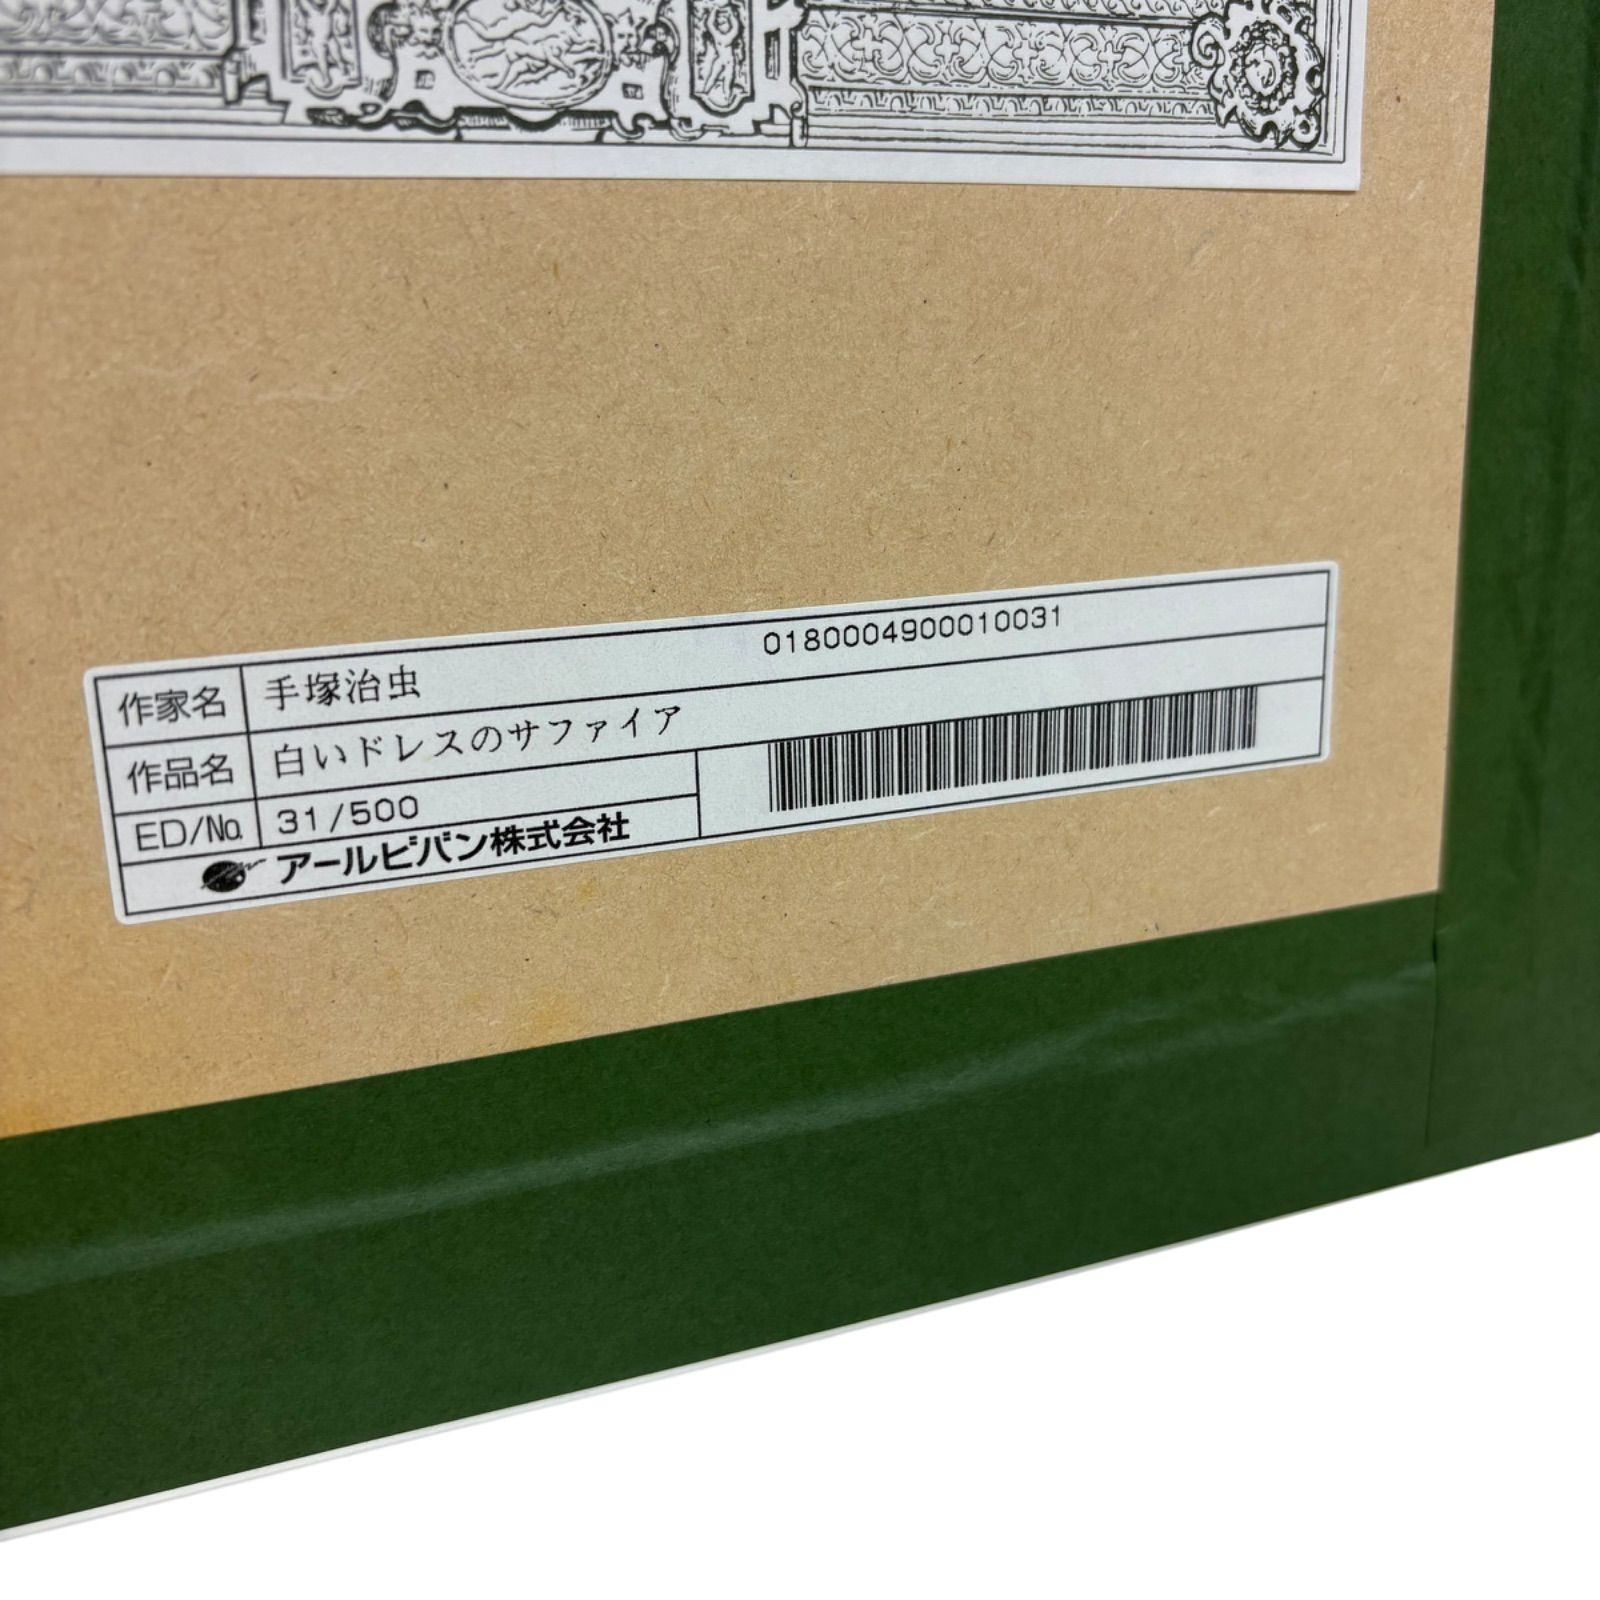 作家名 手塚治虫 0180004900010031
作品名 白いドレスのサファイア
ED/No. 31/500
アールビバン株式会社